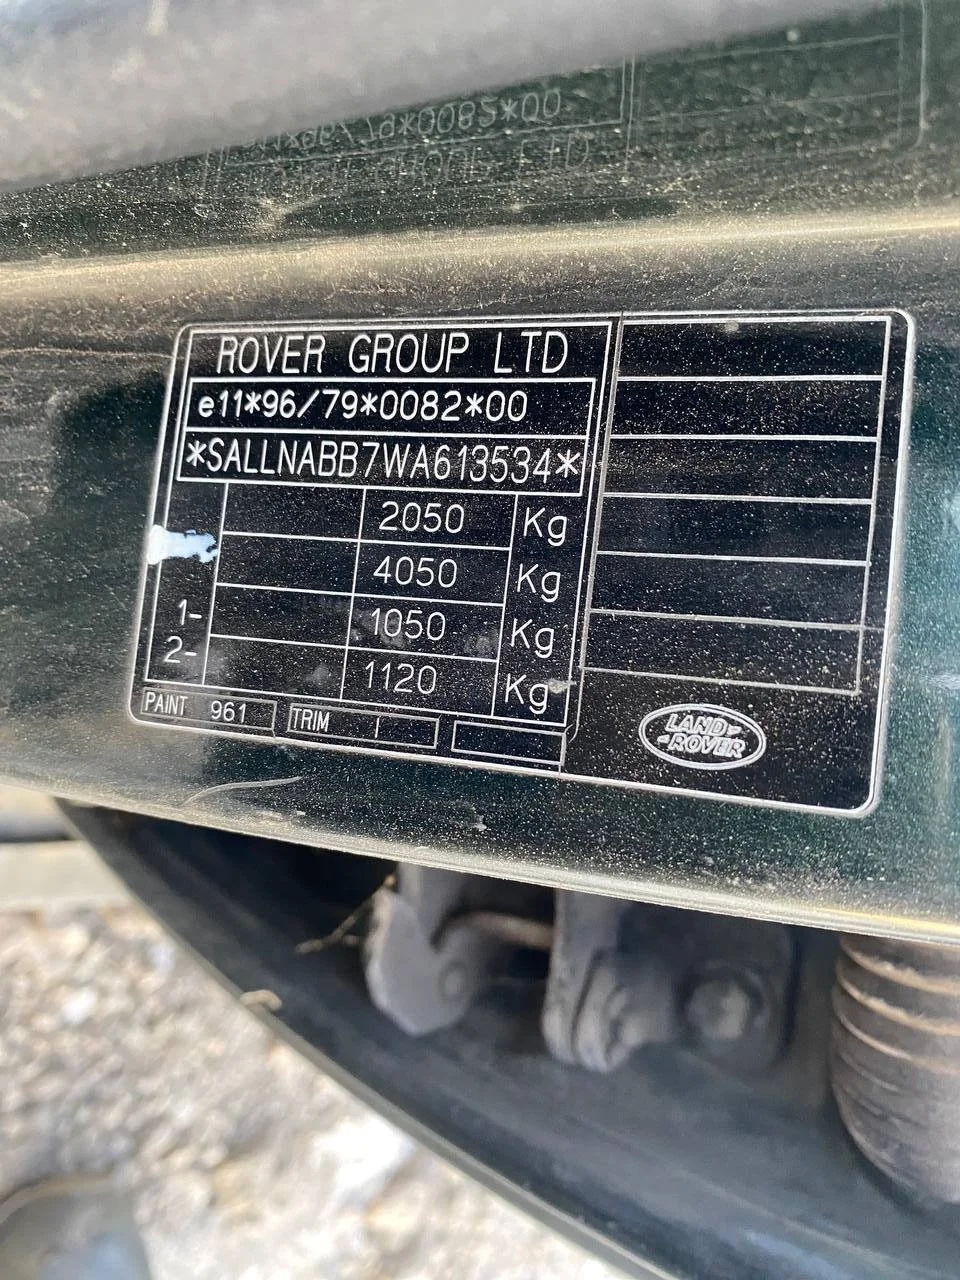 ROVER GROUP LTD
e11*96/79*0082*00
*SALLNABB7WA613534*
2050 Kg
4050 Kg
1- 1050 Kg
2- 1120 Kg
PAINT 961 TRIM
LAND
ROVER